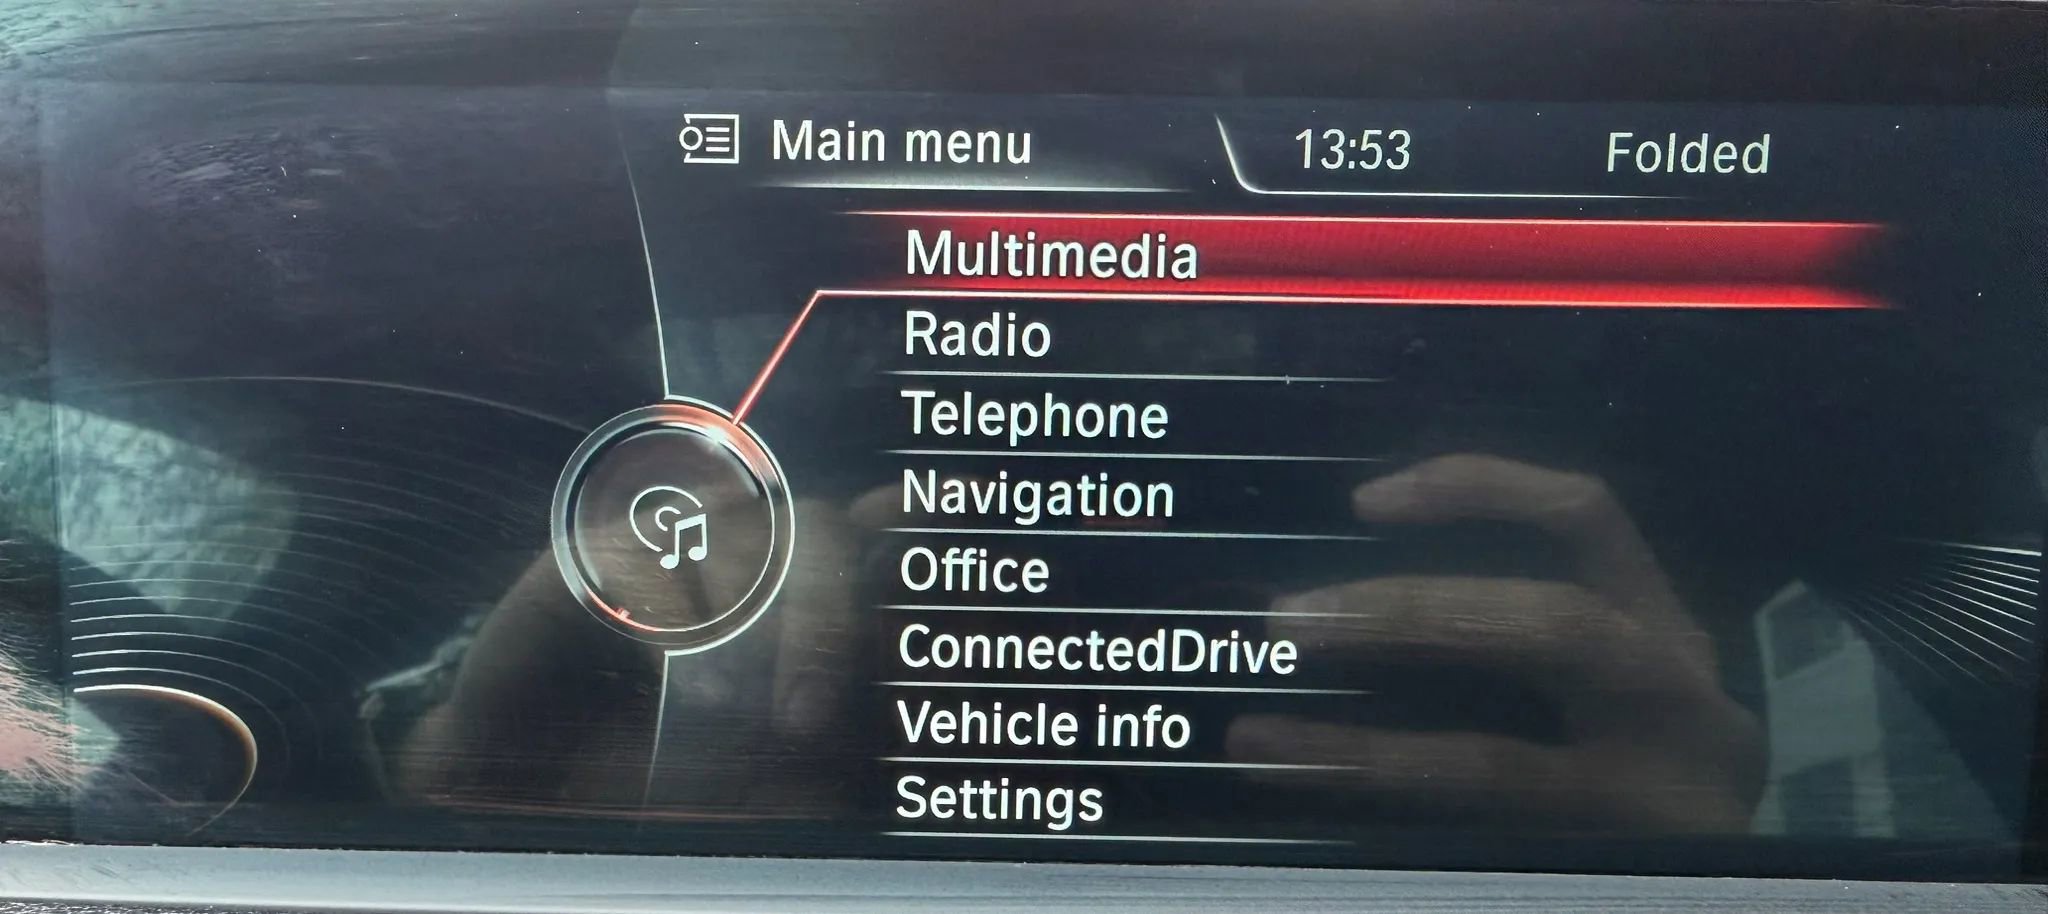 Main menu 13:53 Folded
Multimedia
Radio
Telephone
Navigation
Office
ConnectedDrive
Vehicle info
Settings